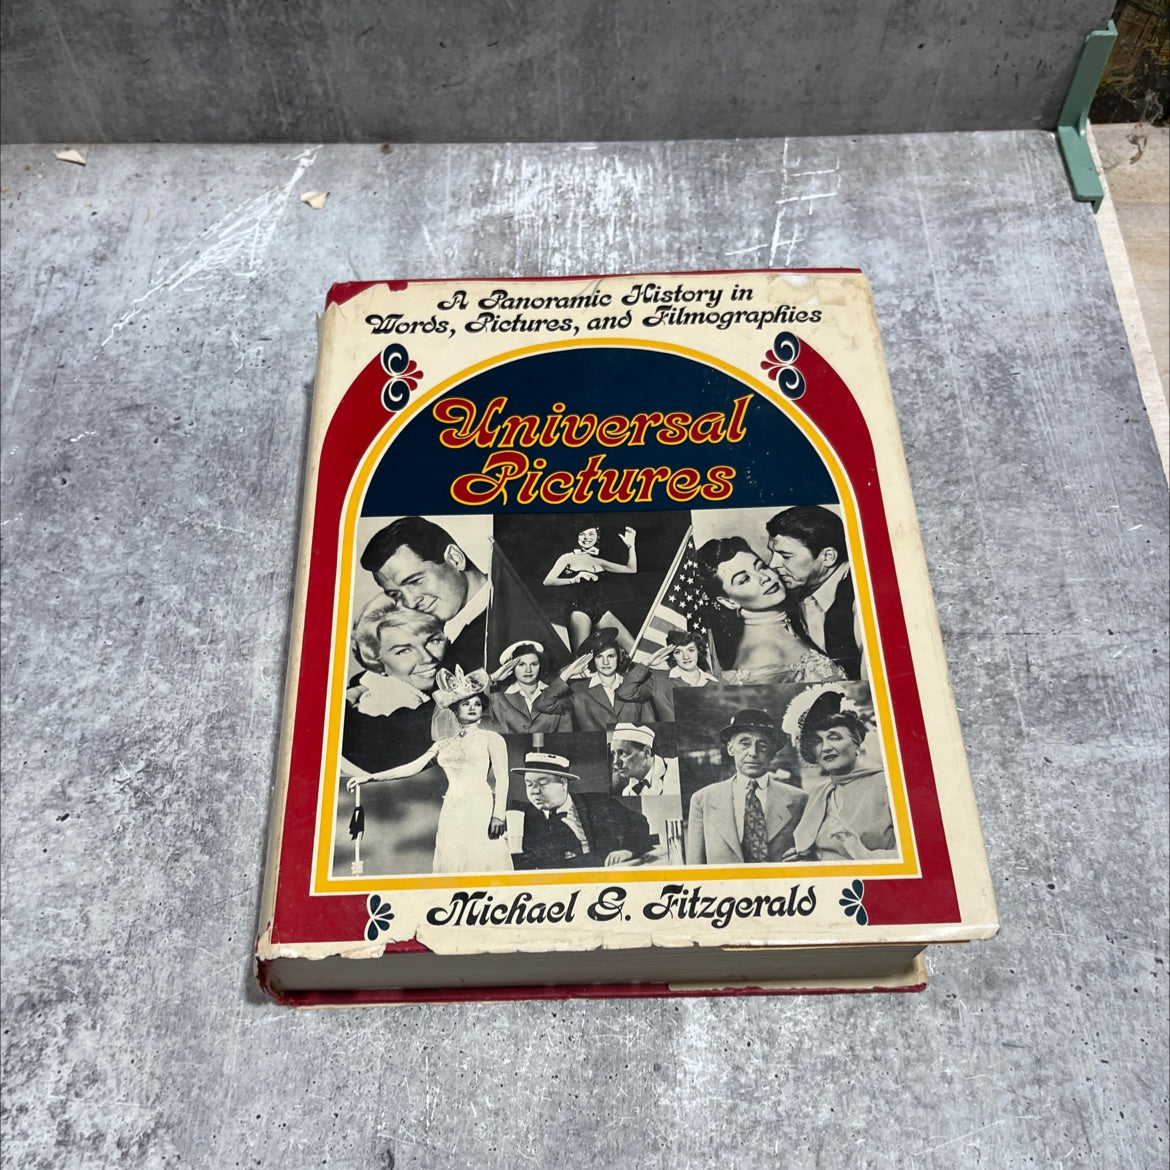 A Panoramic History in
Words, Pictures, and Filmographies
Universal
Pictures
Michael G. Fitzgerald